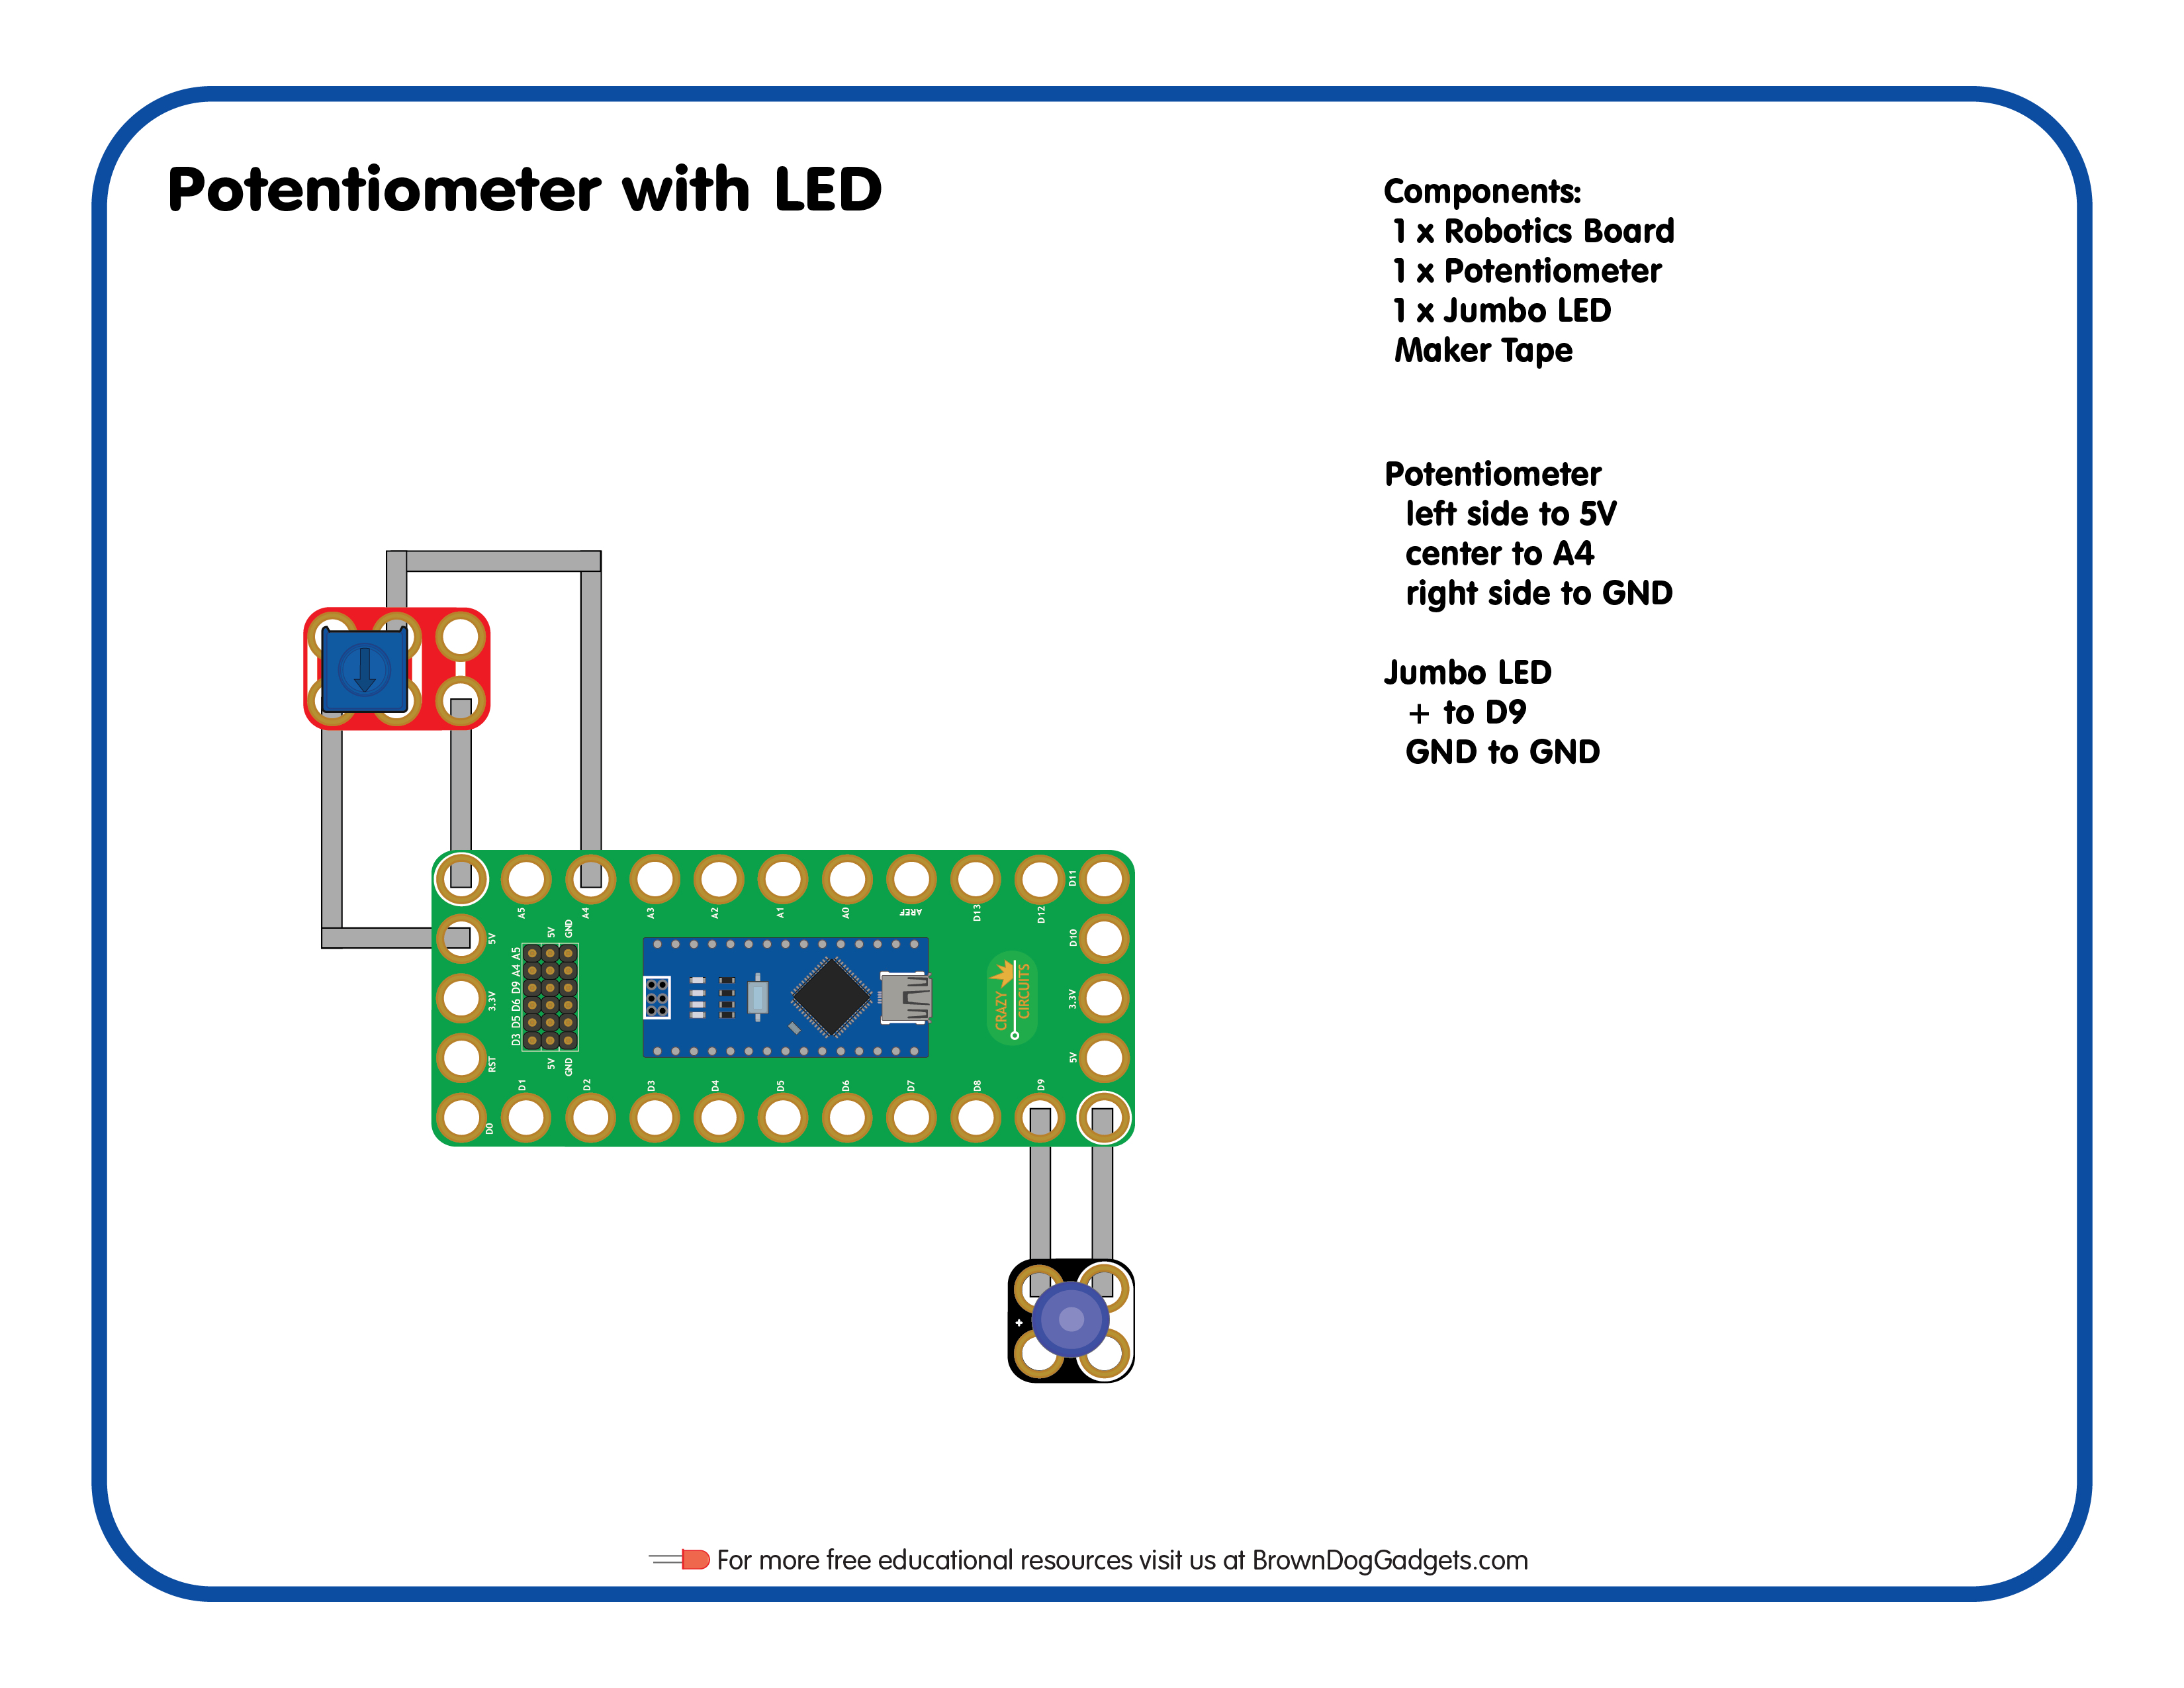 Potentiometer with LED
Components:
1 x Robotics Board
1 x Potentiometer
1 x Jumbo LED
Maker Tape
Potentiometer
left side to 5V
center to A4
right side to GND
Jumbo LED
+ to D9
GND to GND
A5
A4
A3
A2
A1
A0
AREF
D13
D12
D11
5V
3.3V
RST
D0
5V
GND
A5
A4
D9
D6
D5
D3
5V
GND
CRAZY
CIRCUITS
D10
3.3V
5V
D1
D2
D3
D4
D5
D6
D7
D8
D9
+
For more free educational resources visit us at BrownDogGadgets.com